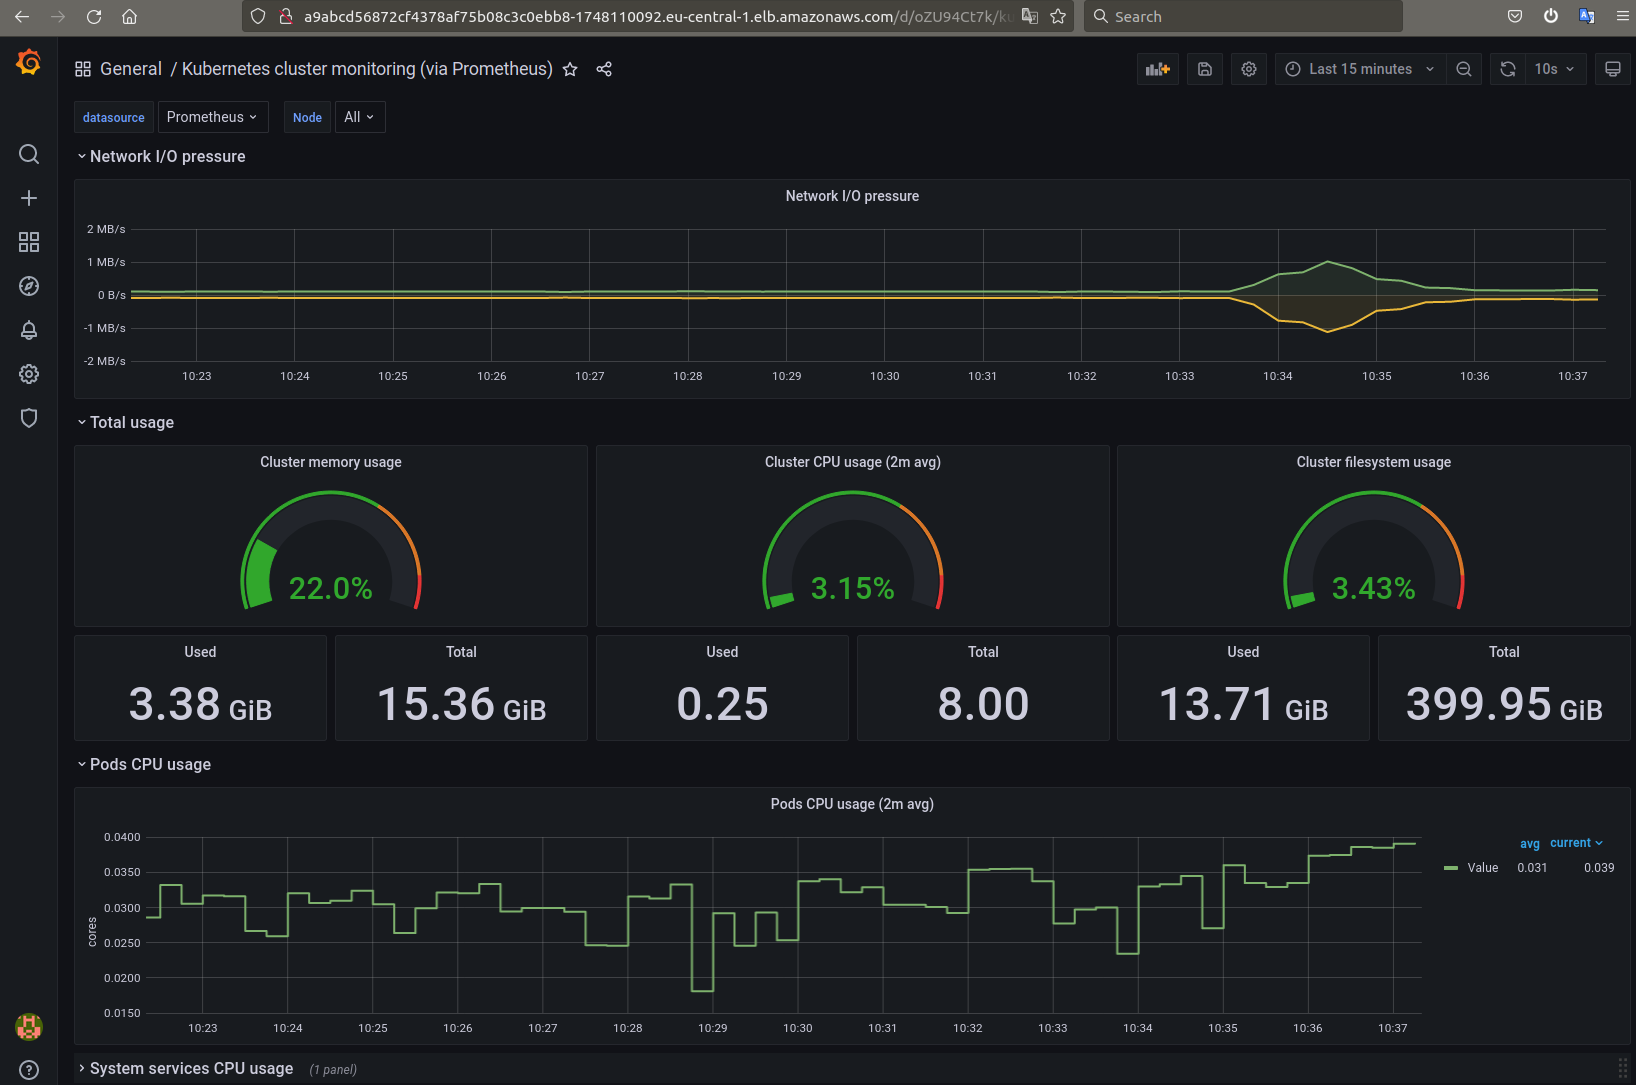 a9abcd56872cf4378af75b08c3c0ebb8-1748110092.eu-central-1.elb.amazonaws.com/d/oZU94Ct7k/ku
Search
General / Kubernetes cluster monitoring (via Prometheus)
Last 15 minutes
10s
datasource Prometheus Node All
Network I/O pressure
Network I/O pressure
2 MB/s
1 MB/s
0 B/s
-1 MB/s
-2 MB/s
10:23 10:24 10:25 10:26 10:27 10:28 10:29 10:30 10:31 10:32 10:33 10:34 10:35 10:36 10:37
Total usage
Cluster memory usage
22.0%
Cluster CPU usage (2m avg)
3.15%
Cluster filesystem usage
3.43%
Used
3.38 GiB
Total
15.36 GiB
Used
0.25
Total
8.00
Used
13.71 GiB
Total
399.95 GiB
Pods CPU usage
Pods CPU usage (2m avg)
cores
0.0400
0.0350
0.0300
0.0250
0.0200
0.0150
10:23 10:24 10:25 10:26 10:27 10:28 10:29 10:30 10:31 10:32 10:33 10:34 10:35 10:36 10:37
avg current
Value 0.031 0.039
System services CPU usage (1 panel)